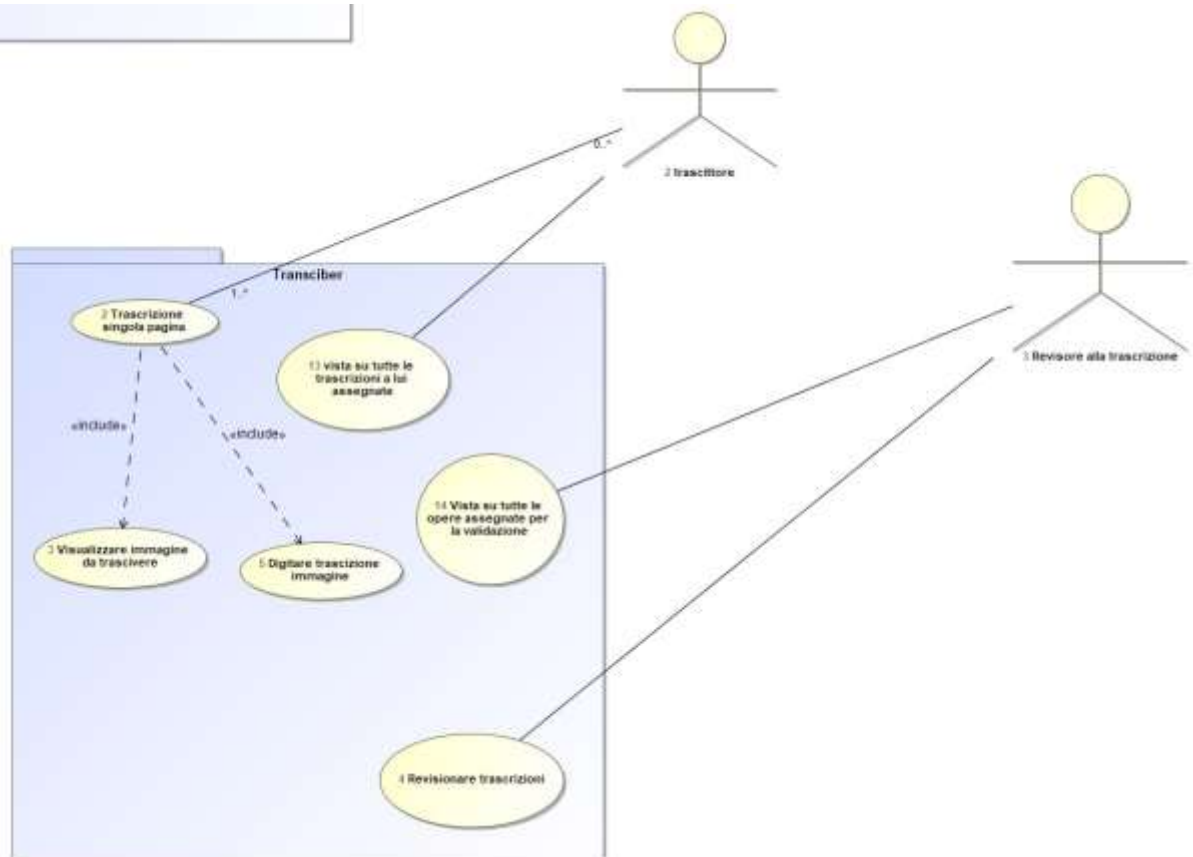 0..*
2 trascittore
3 Revisore alla trascrizione
Transciber
1..*
2 Trascrizione
singola pagina
13 vista su tutte le
trascrizioni a lui
assegnate
«include»
«include»
14 Vista su tutte le
opere assegnate per
la validazione
3 Visualizzare immagine
da trascivere
5 Digitare trascizione
immagine
4 Revisionare trascrizioni